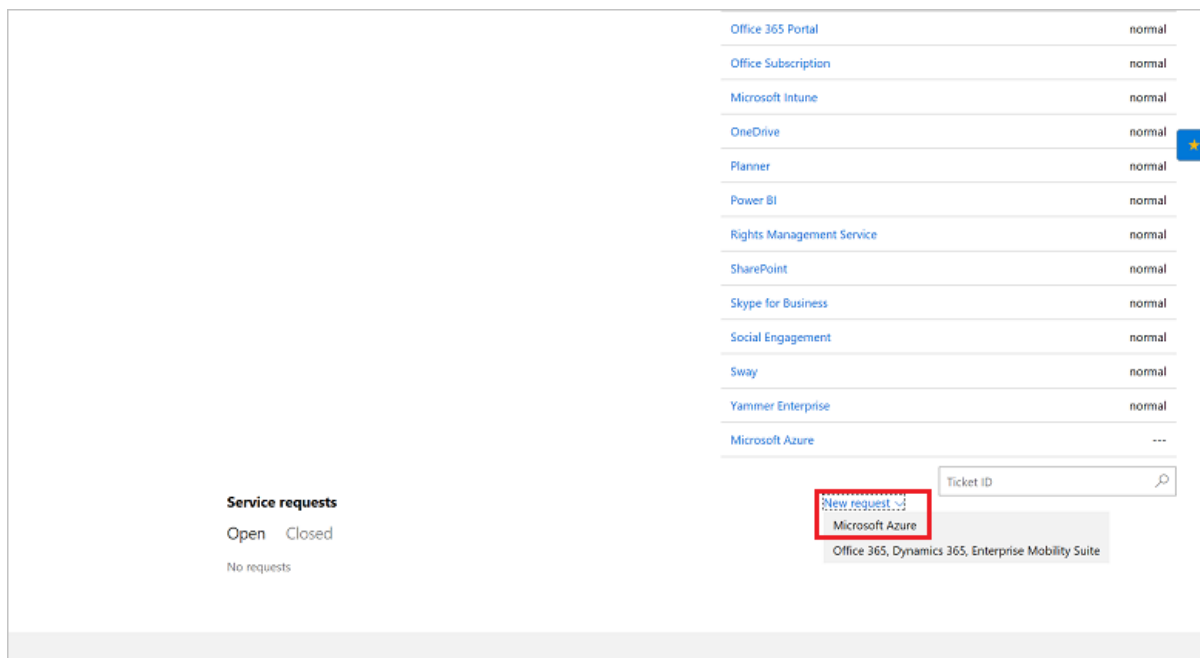 Office 365 Portal normal
Office Subscription normal
Microsoft Intune normal
OneDrive normal
Planner normal
Power BI normal
Rights Management Service normal
SharePoint normal
Skype for Business normal
Social Engagement normal
Sway normal
Yammer Enterprise normal
Microsoft Azure ---
Ticket ID
Service requests New request
Open Closed Microsoft Azure
Office 365, Dynamics 365, Enterprise Mobility Suite
No requests